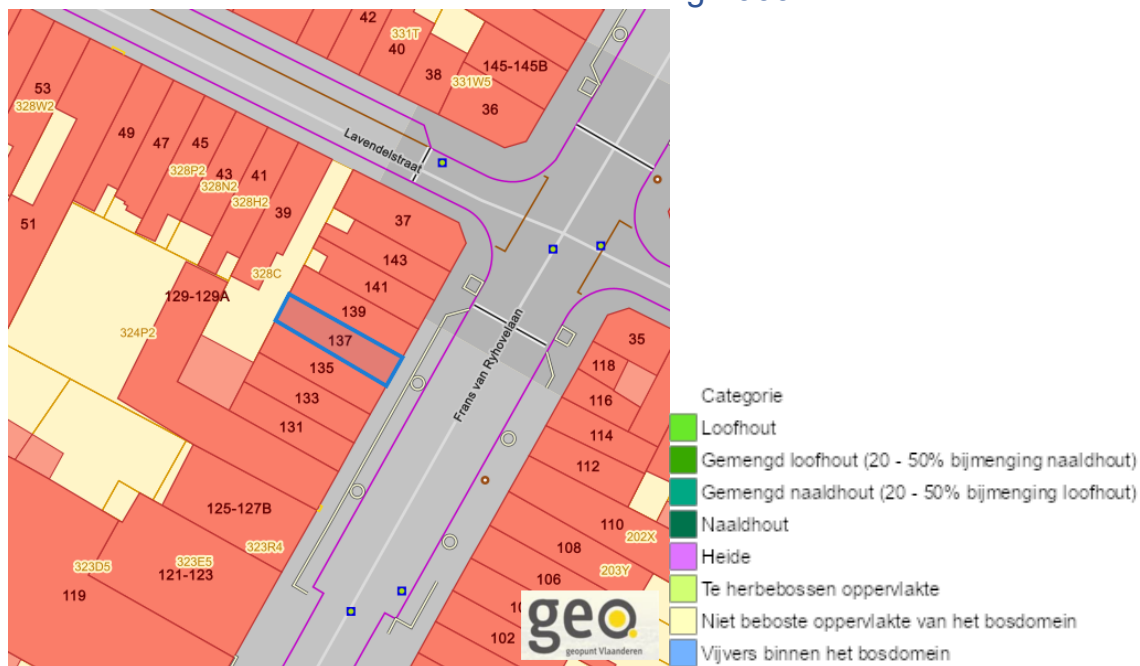 42
331T
40
38
331W5
145-145B
36
53
328W2
49
47
45
328P2
43
328N2
41
328H2
39
51
Lavendelstraat
37
143
328C
141
129-129A
139
137
324P2
135
133
131
Frans van Ryhovelaan
35
118
116
114
112
125-127B
110
202X
323R4
108
323D5
323E5
121-123
203Y
106
119
102
geo.
geopunt Vlaanderen
Categorie
Loofhout
Gemengd loofhout (20 - 50% bijmenging naaldhout)
Gemengd naaldhout (20 - 50% bijmenging loofhout)
Naaldhout
Heide
Te herbebossen oppervlakte
Niet beboste oppervlakte van het bosdomein
Vijvers binnen het bosdomein